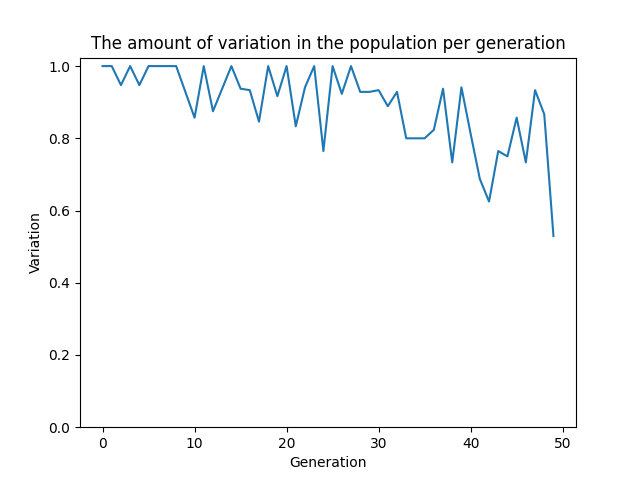 The amount of variation in the population per generation
1.0
0.8
0.6
0.4
0.2
0.0
Variation
0 10 20 30 40 50
Generation